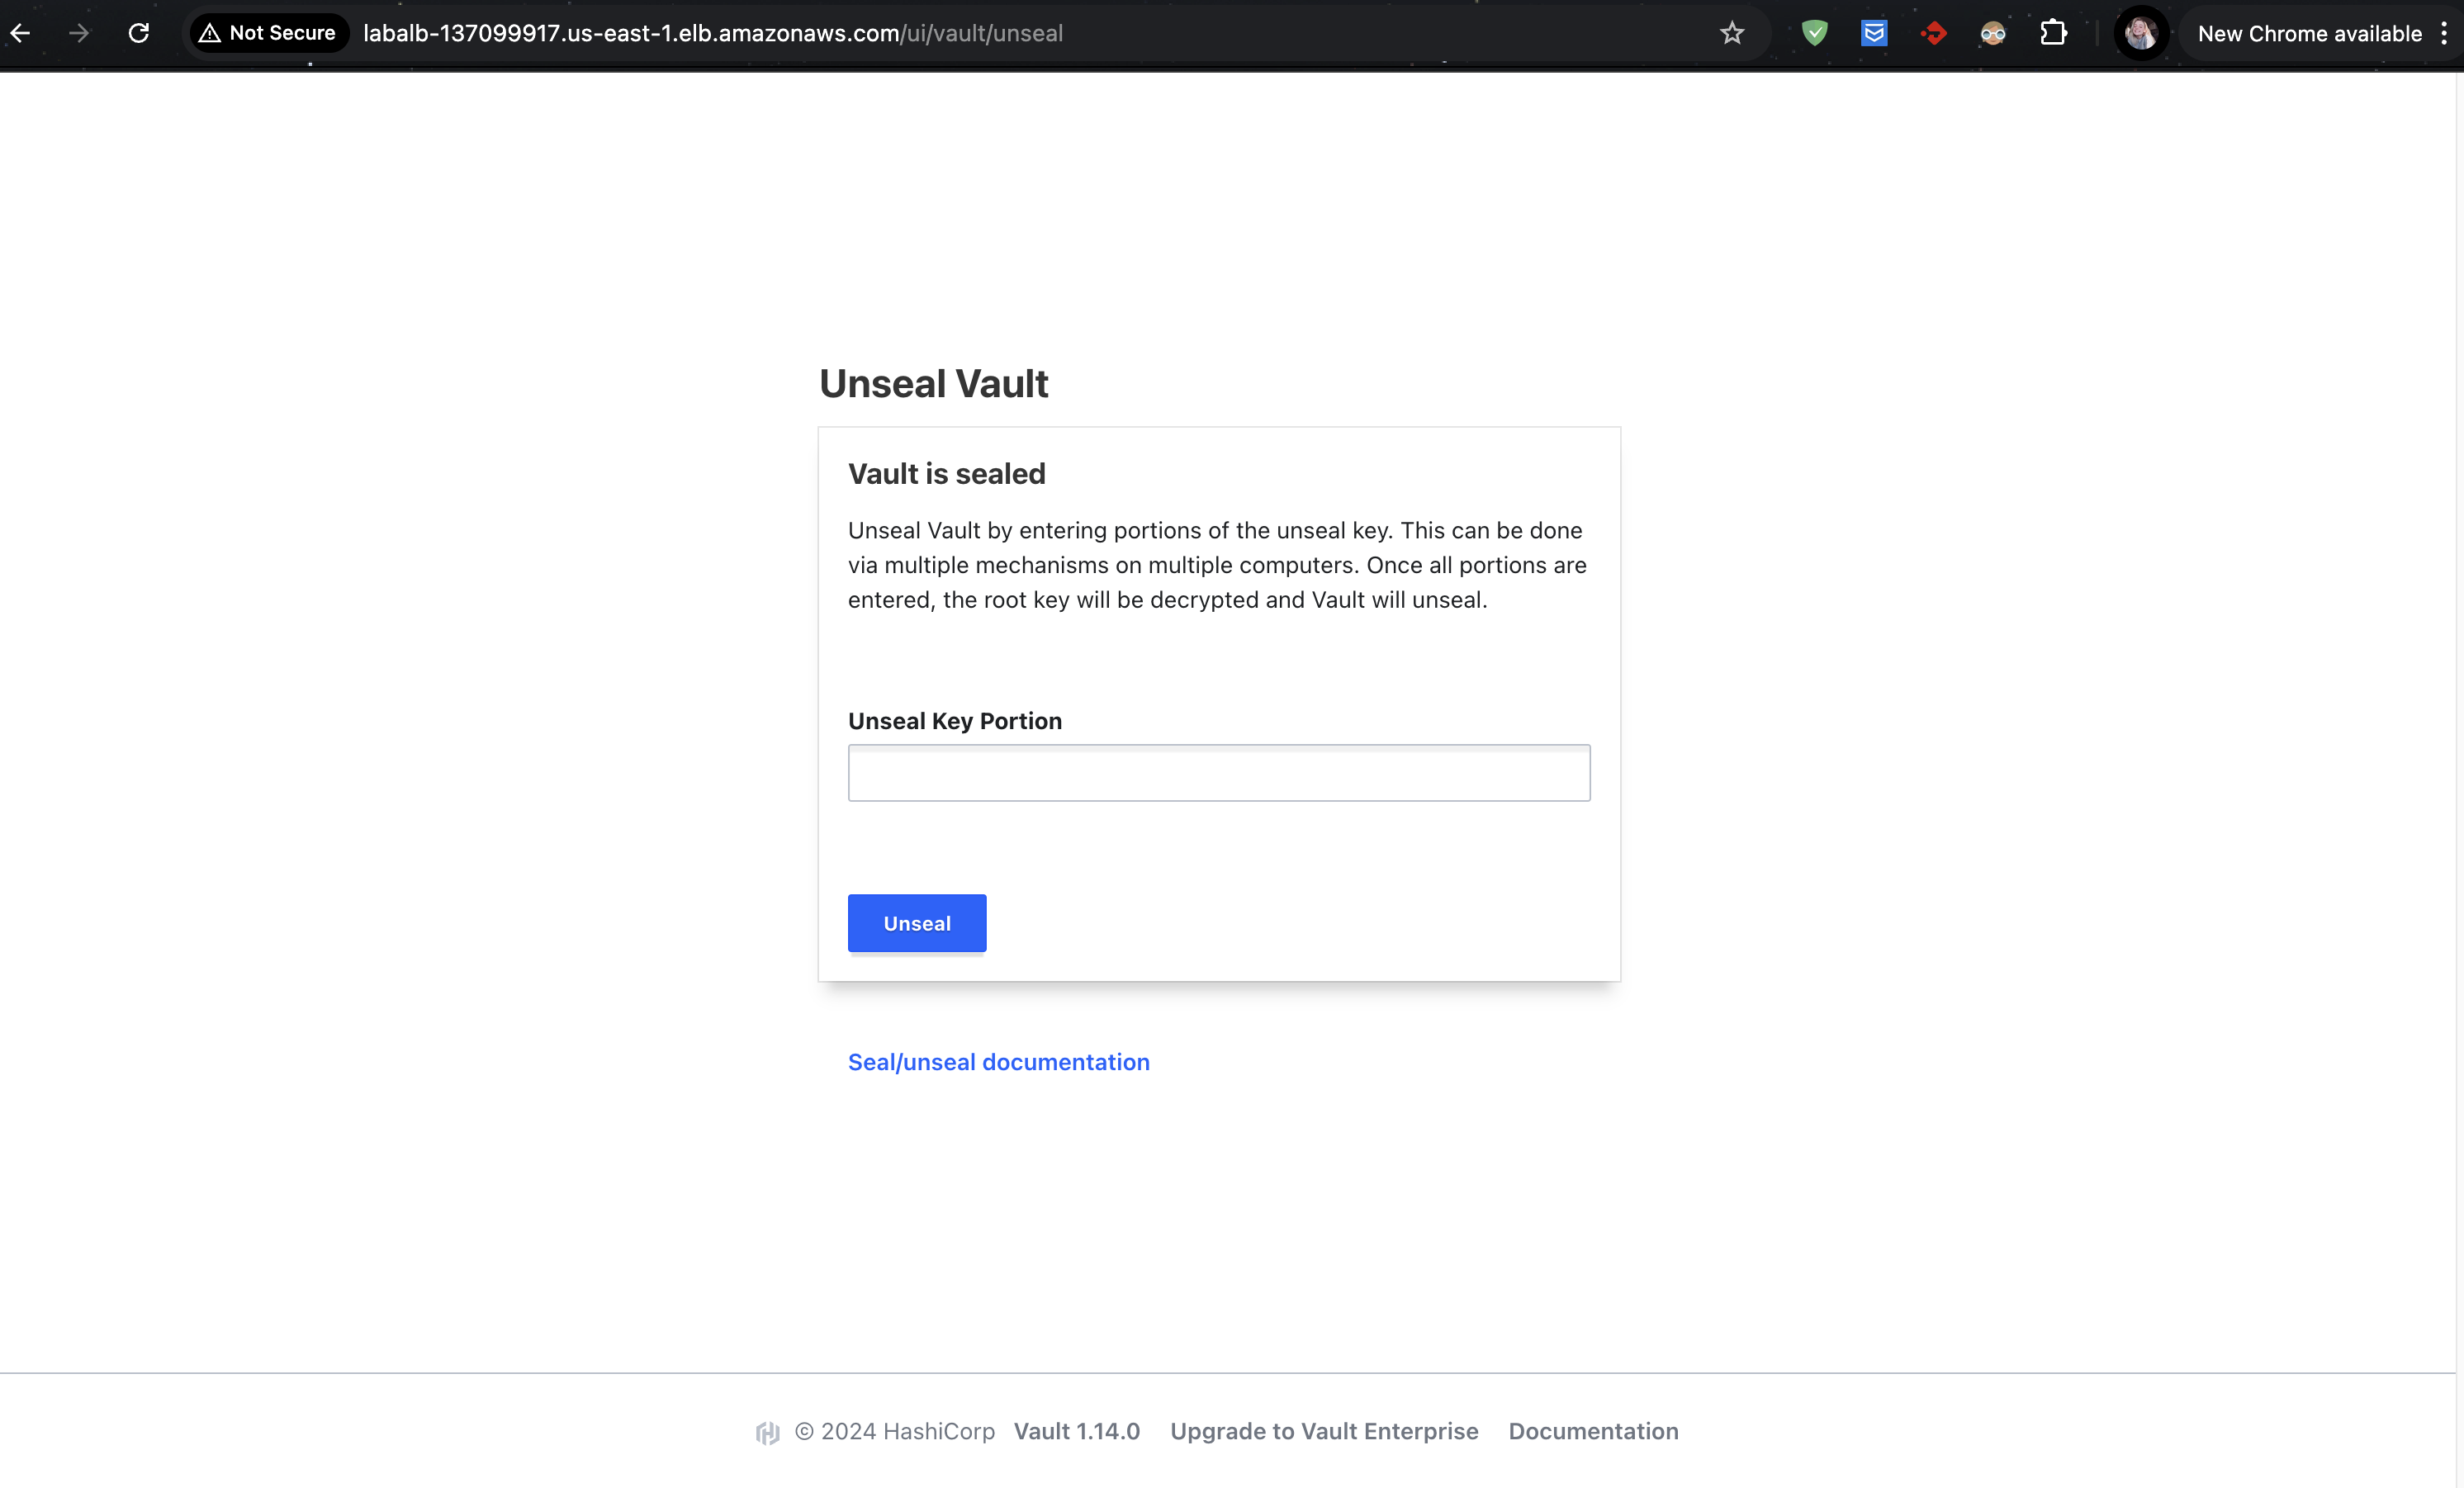 Not Secure labalb-137099917.us-east-1.elb.amazonaws.com/ui/vault/unseal New Chrome available
Unseal Vault
Vault is sealed
Unseal Vault by entering portions of the unseal key. This can be done
via multiple mechanisms on multiple computers. Once all portions are
entered, the root key will be decrypted and Vault will unseal.
Unseal Key Portion
Unseal
Seal/unseal documentation
© 2024 HashiCorp Vault 1.14.0 Upgrade to Vault Enterprise Documentation